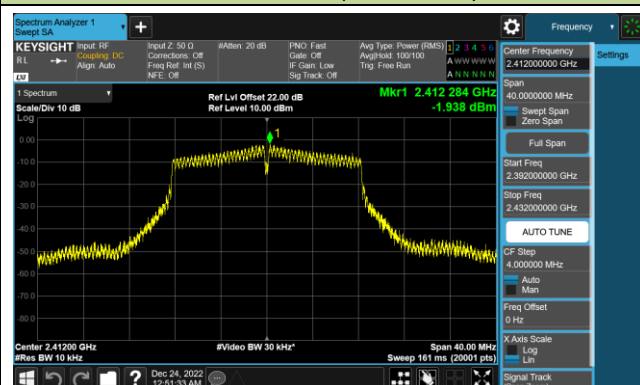 Spectrum Analyzer 1
Swept SA
Frequency
KEYSIGHT
Input: RF
Input Z: 50 Ω
#Atten: 20 dB
PNO: Fast
Avg Type: Power (RMS)
1 2 3 4 5 6
RL
Coupling: DC
Corrections: Off
Gate: Off
Avg|Hold: 100/100
A W W W W W
Align: Auto
Freq Ref: Int (S)
IF Gain: Low
Trig: Free Run
NFE: Off
Sig Track: Off
A N N N N N
LXI
1 Spectrum
Ref Lvl Offset 22.00 dB
Mkr1 2.412 284 GHz
Scale/Div 10 dB
Ref Level 10.00 dBm
-1.938 dBm
Log
1
0.00
-10.0
-20.0
-30.0
-40.0
-50.0
-60.0
-70.0
-80.0
Center 2.41200 GHz
#Video BW 30 kHz*
Span 40.00 MHz
#Res BW 10 kHz
Sweep 161 ms (20001 pts)
Dec 24, 2022
12:51:33 AM
Center Frequency
2.412000000 GHz
Settings
Span
40.0000000 MHz
Swept Span
Zero Span
Full Span
Start Freq
2.392000000 GHz
Stop Freq
2.432000000 GHz
AUTO TUNE
CF Step
4.000000 MHz
Auto
Man
Freq Offset
0 Hz
X Axis Scale
Log
Lin
Signal Track